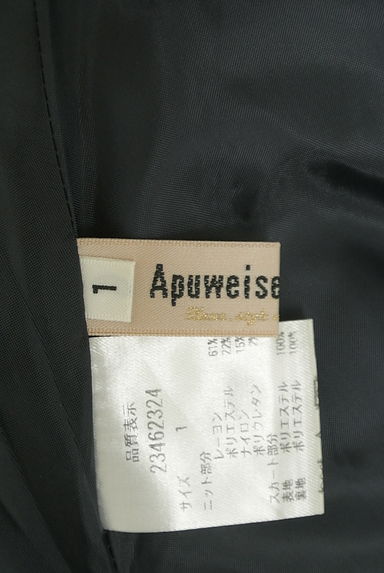 1
Apuweise
品質表示
23462324
サイズ 1
ニット部分
レーヨン 61%
ポリエステル 22%
ナイロン 15%
ポリウレタン 2%
スカート部分
表地 ポリエステル 100%
裏地 ポリエステル 100%